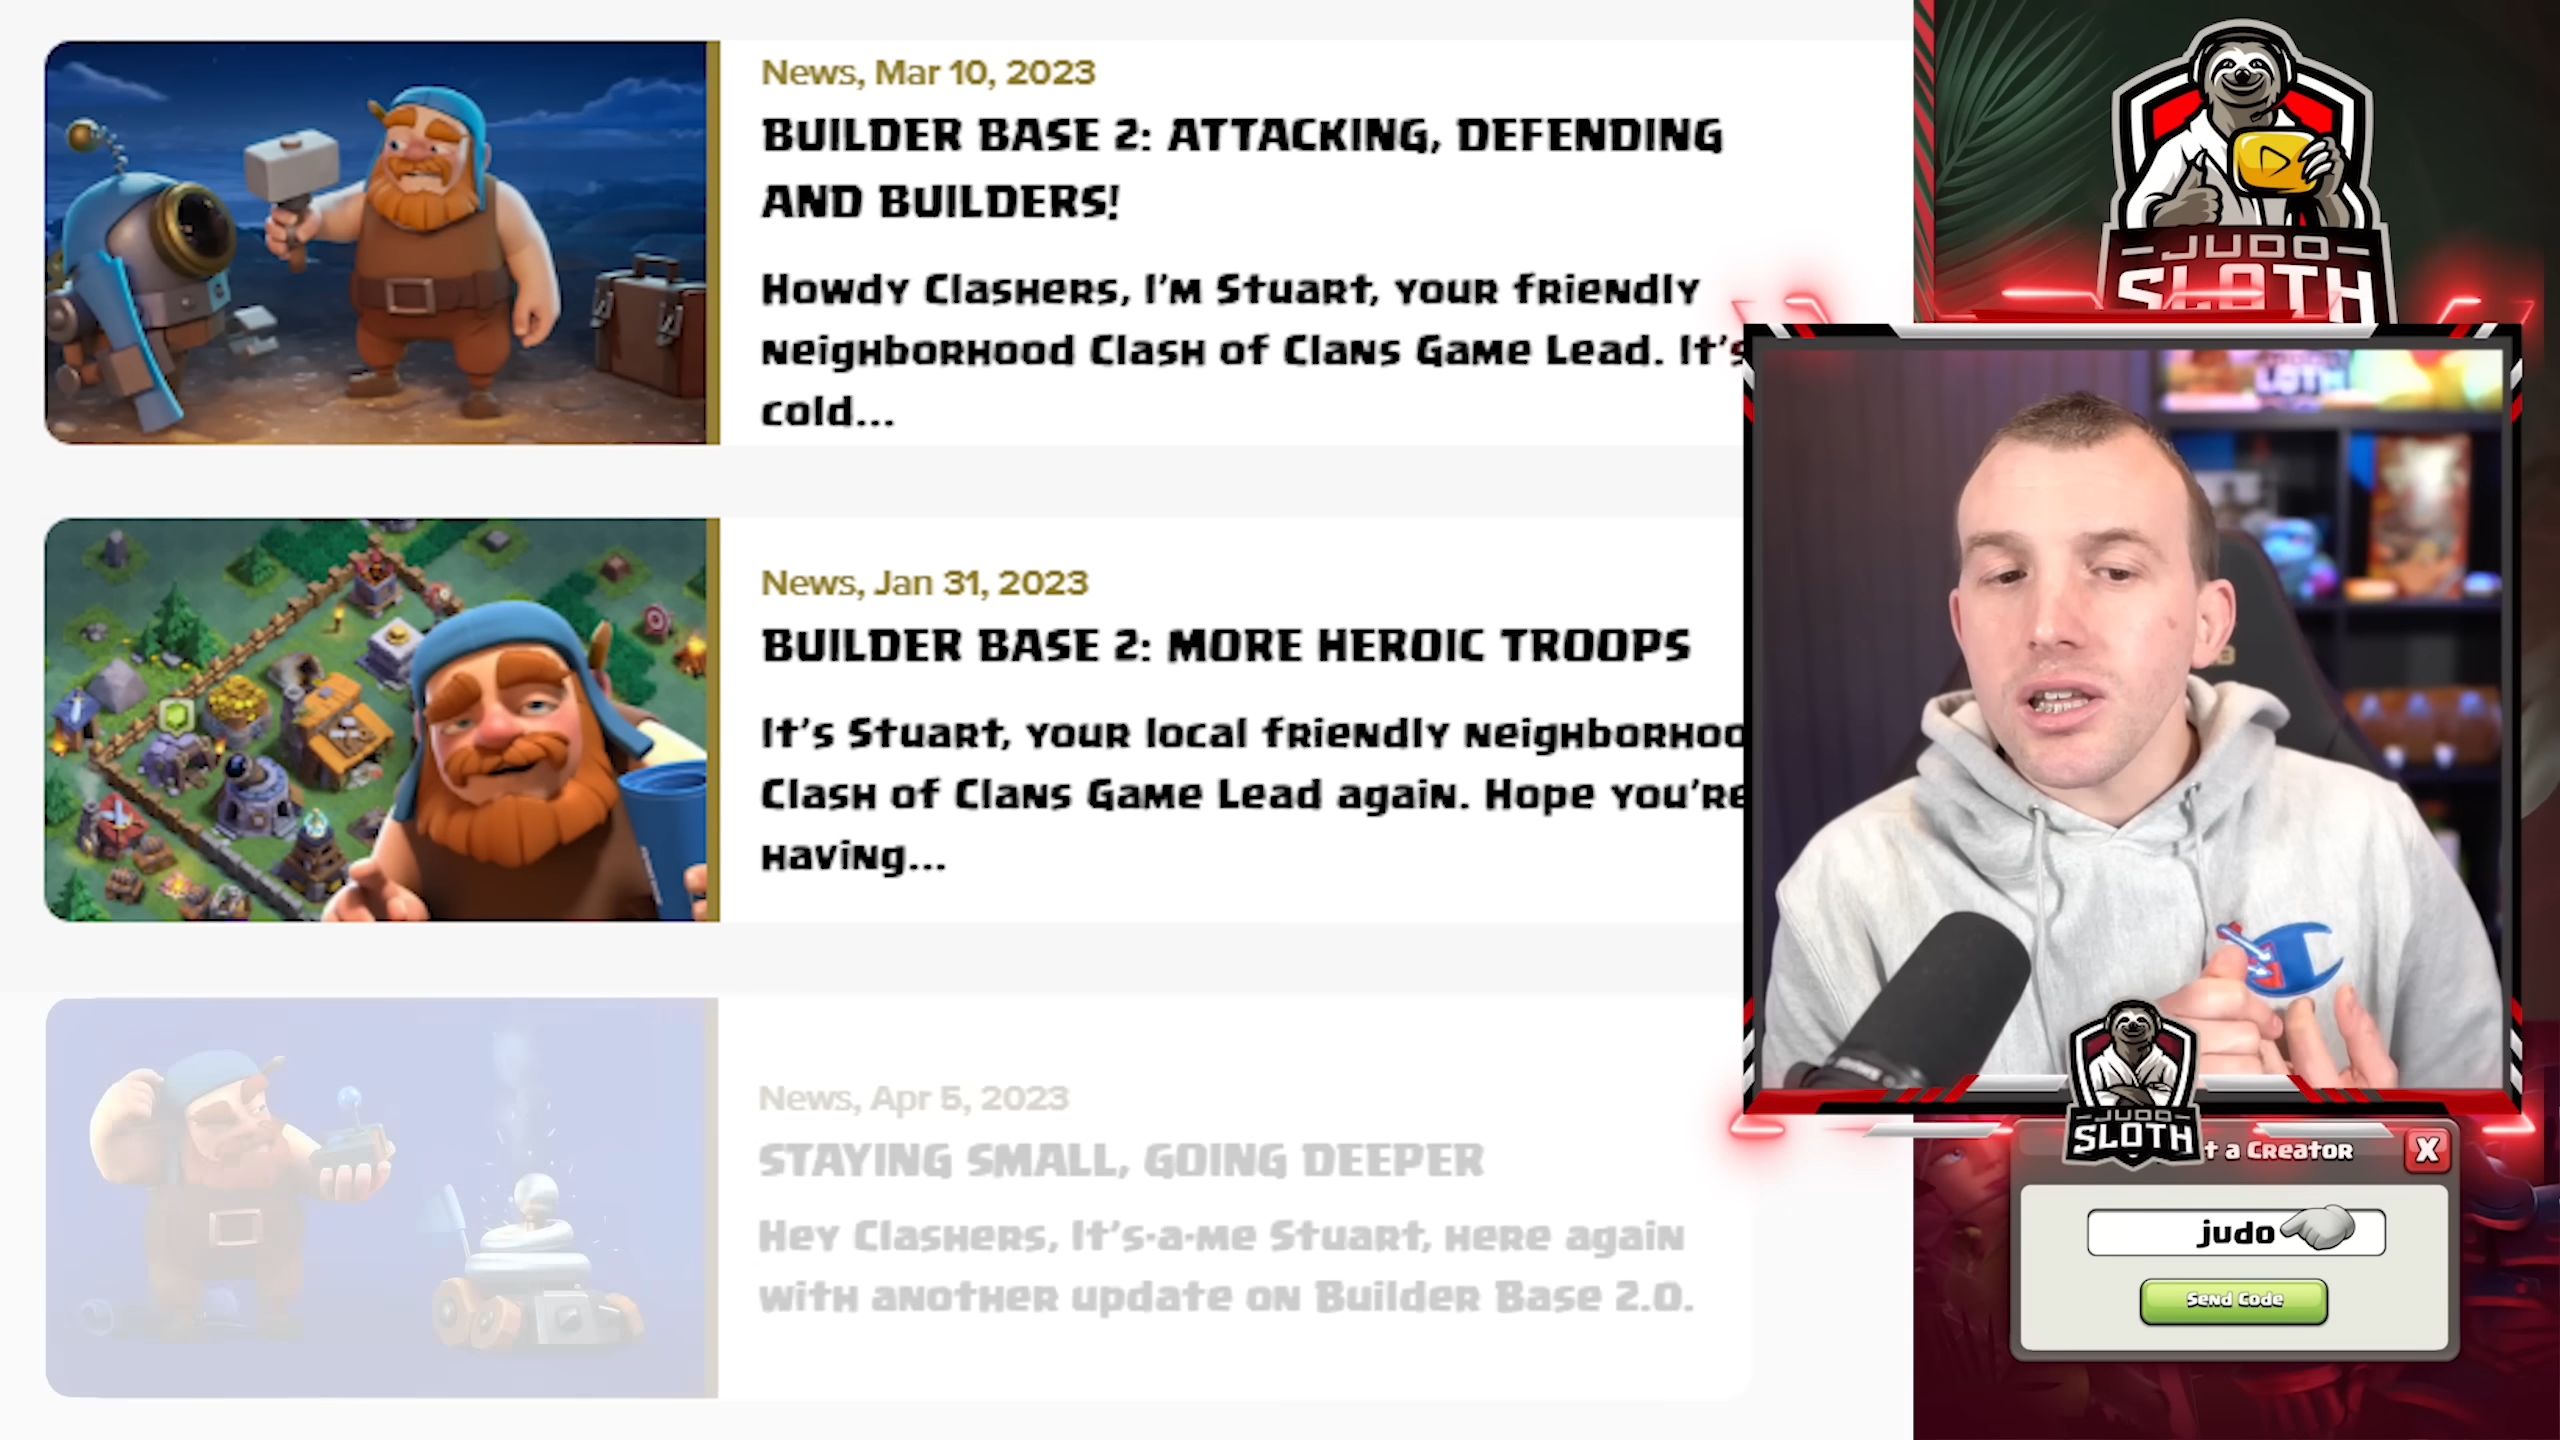 News, Mar 10, 2023
BUILDER BASE 2: ATTACKING, DEFENDING
AND BUILDERS!
Howdy Clashers, I'm Stuart, your friendly
neighborhood Clash of Clans Game Lead. It's
cold...
News, Jan 31, 2023
BUILDER BASE 2: MORE HEROIC TROOPS
It's Stuart, your local friendly neighborhoo
Clash of Clans Game Lead again. Hope you're
having...
News, Apr 5, 2023
STAYING SMALL, GOING DEEPER
Hey Clashers, It's-a-me Stuart, here again
with another update on Builder Base 2.0.
JUDO
SLOTH
LOTH
JUDO
SLOTH
t a Creator
X
judo
Send Code